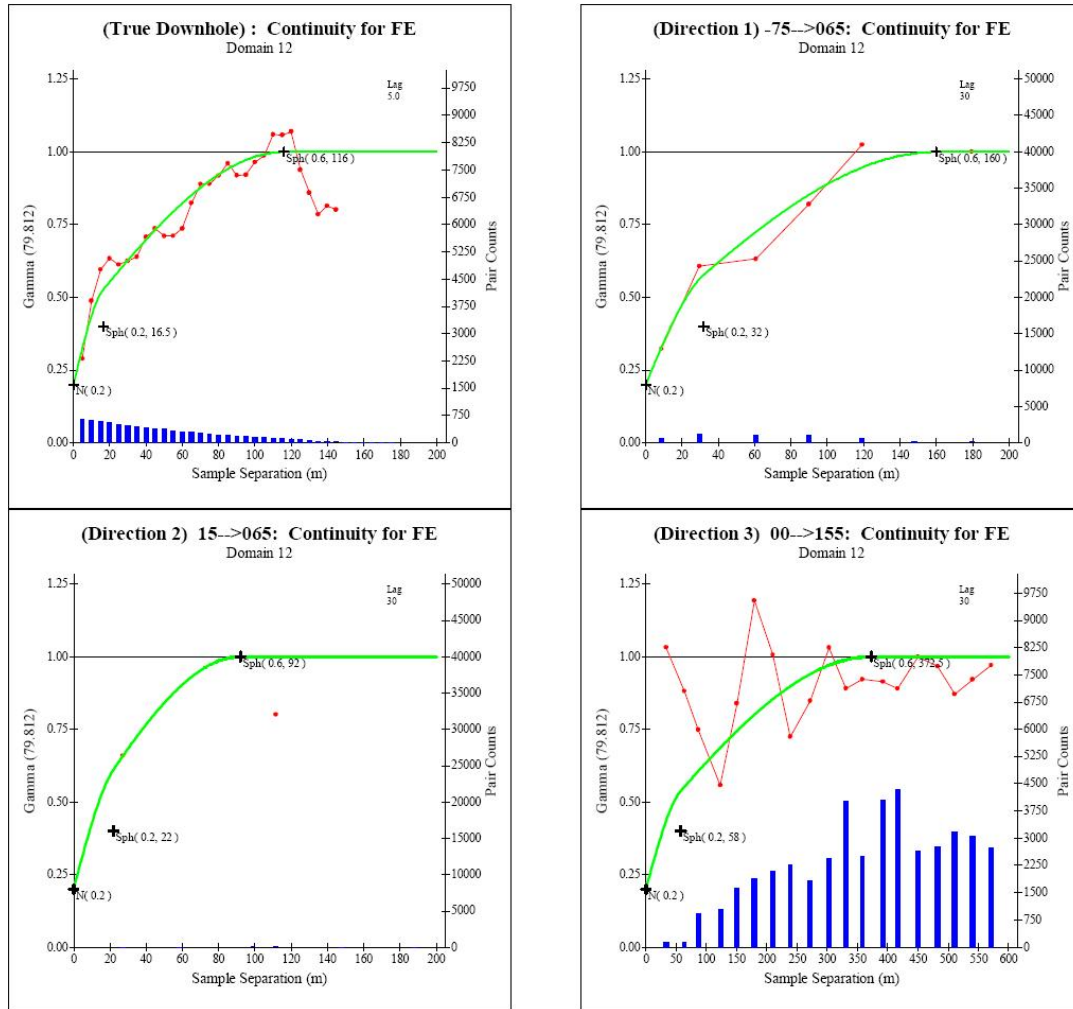 (True Downhole) : Continuity for FE
Domain 12
1.25
1.00
0.75
0.50
0.25
0.00
Gamma (79.812)
Lag
5.0
Sph( 0.6, 116 )
Sph( 0.2, 16.5 )
N( 0.2 )
9750
9000
8250
7500
6750
6000
5250
4500
3750
3000
2250
1500
750
0
Pair Counts
0 20 40 60 80 100 120 140 160 180 200
Sample Separation (m)
(Direction 1) -75-->065: Continuity for FE
Domain 12
1.25
1.00
0.75
0.50
0.25
0.00
Gamma (79.812)
Lag
30
Sph( 0.6, 160 )
Sph( 0.2, 32 )
N( 0.2 )
50000
45000
40000
35000
30000
25000
20000
15000
10000
5000
0
Pair Counts
0 20 40 60 80 100 120 140 160 180 200
Sample Separation (m)
(Direction 2) 15-->065: Continuity for FE
Domain 12
1.25
1.00
0.75
0.50
0.25
0.00
Gamma (79.812)
Lag
30
Sph( 0.6, 92 )
Sph( 0.2, 22 )
N( 0.2 )
50000
45000
40000
35000
30000
25000
20000
15000
10000
5000
0
Pair Counts
0 20 40 60 80 100 120 140 160 180 200
Sample Separation (m)
(Direction 3) 00-->155: Continuity for FE
Domain 12
1.25
1.00
0.75
0.50
0.25
0.00
Gamma (79.812)
Lag
30
Sph( 0.6, 372.5 )
Sph( 0.2, 58 )
N( 0.2 )
9750
9000
8250
7500
6750
6000
5250
4500
3750
3000
2250
1500
750
0
Pair Counts
0 50 100 150 200 250 300 350 400 450 500 550 600
Sample Separation (m)